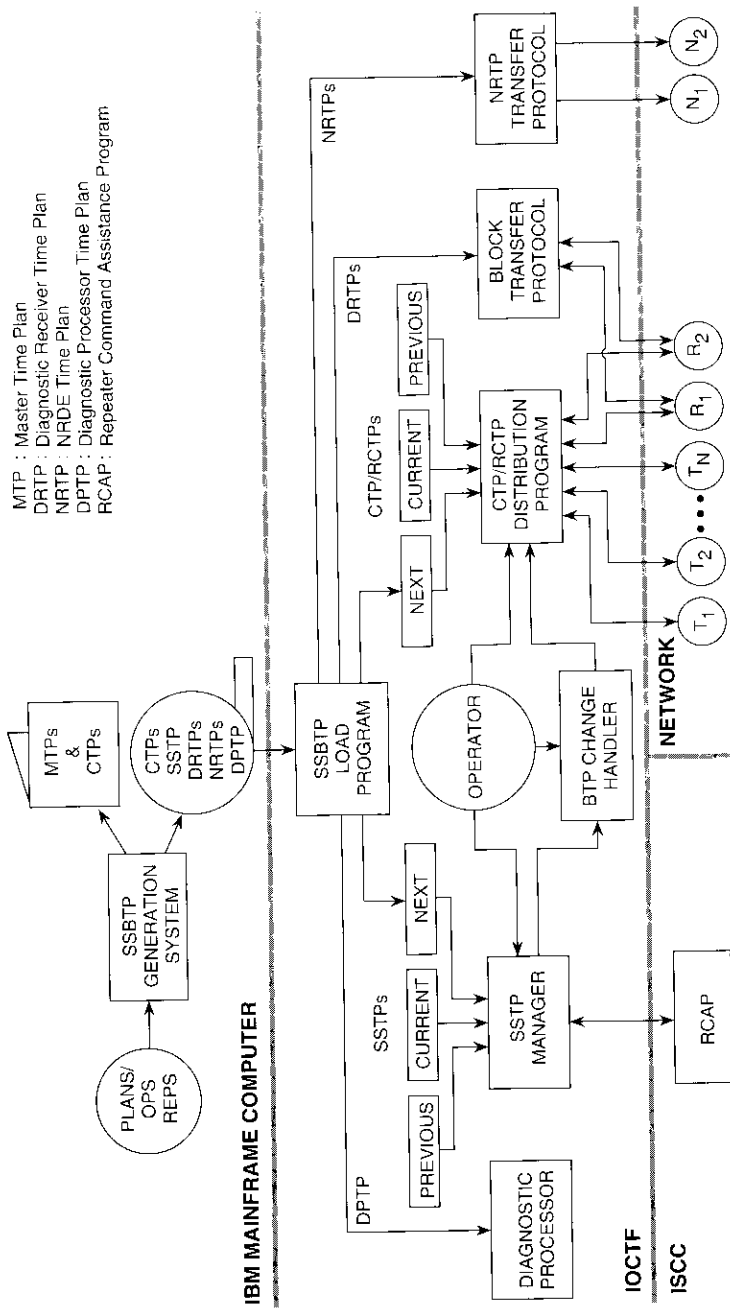 MTP : Master Time Plan
DRTP : Diagnostic Receiver Time Plan
NRTP : NRDE Time Plan
DPTP : Diagnostic Processor Time Plan
RCAP : Repeater Command Assistance Program
PLANS/
OPS
REPS
SSBTP
GENERATION
SYSTEM
MTPs
&
CTPs
CTPs
SSTP
DRTPs
NRTPs
DPTP
IBM MAINFRAME COMPUTER
SSBTP
LOAD
PROGRAM
DPTP
SSTPs
PREVIOUS
CURRENT
NEXT
NEXT
CURRENT
PREVIOUS
CTP/RCTPs
DRTPs
NRTPs
DIAGNOSTIC
PROCESSOR
SSTP
MANAGER
OPERATOR
BTP CHANGE
HANDLER
CTP/RCTP
DISTRIBUTION
PROGRAM
BLOCK
TRANSFER
PROTOCOL
NRTP
TRANSFER
PROTOCOL
IOCTF
ISCC
RCAP
NETWORK
T1
T2
••••
TN
R1
R2
N1
N2